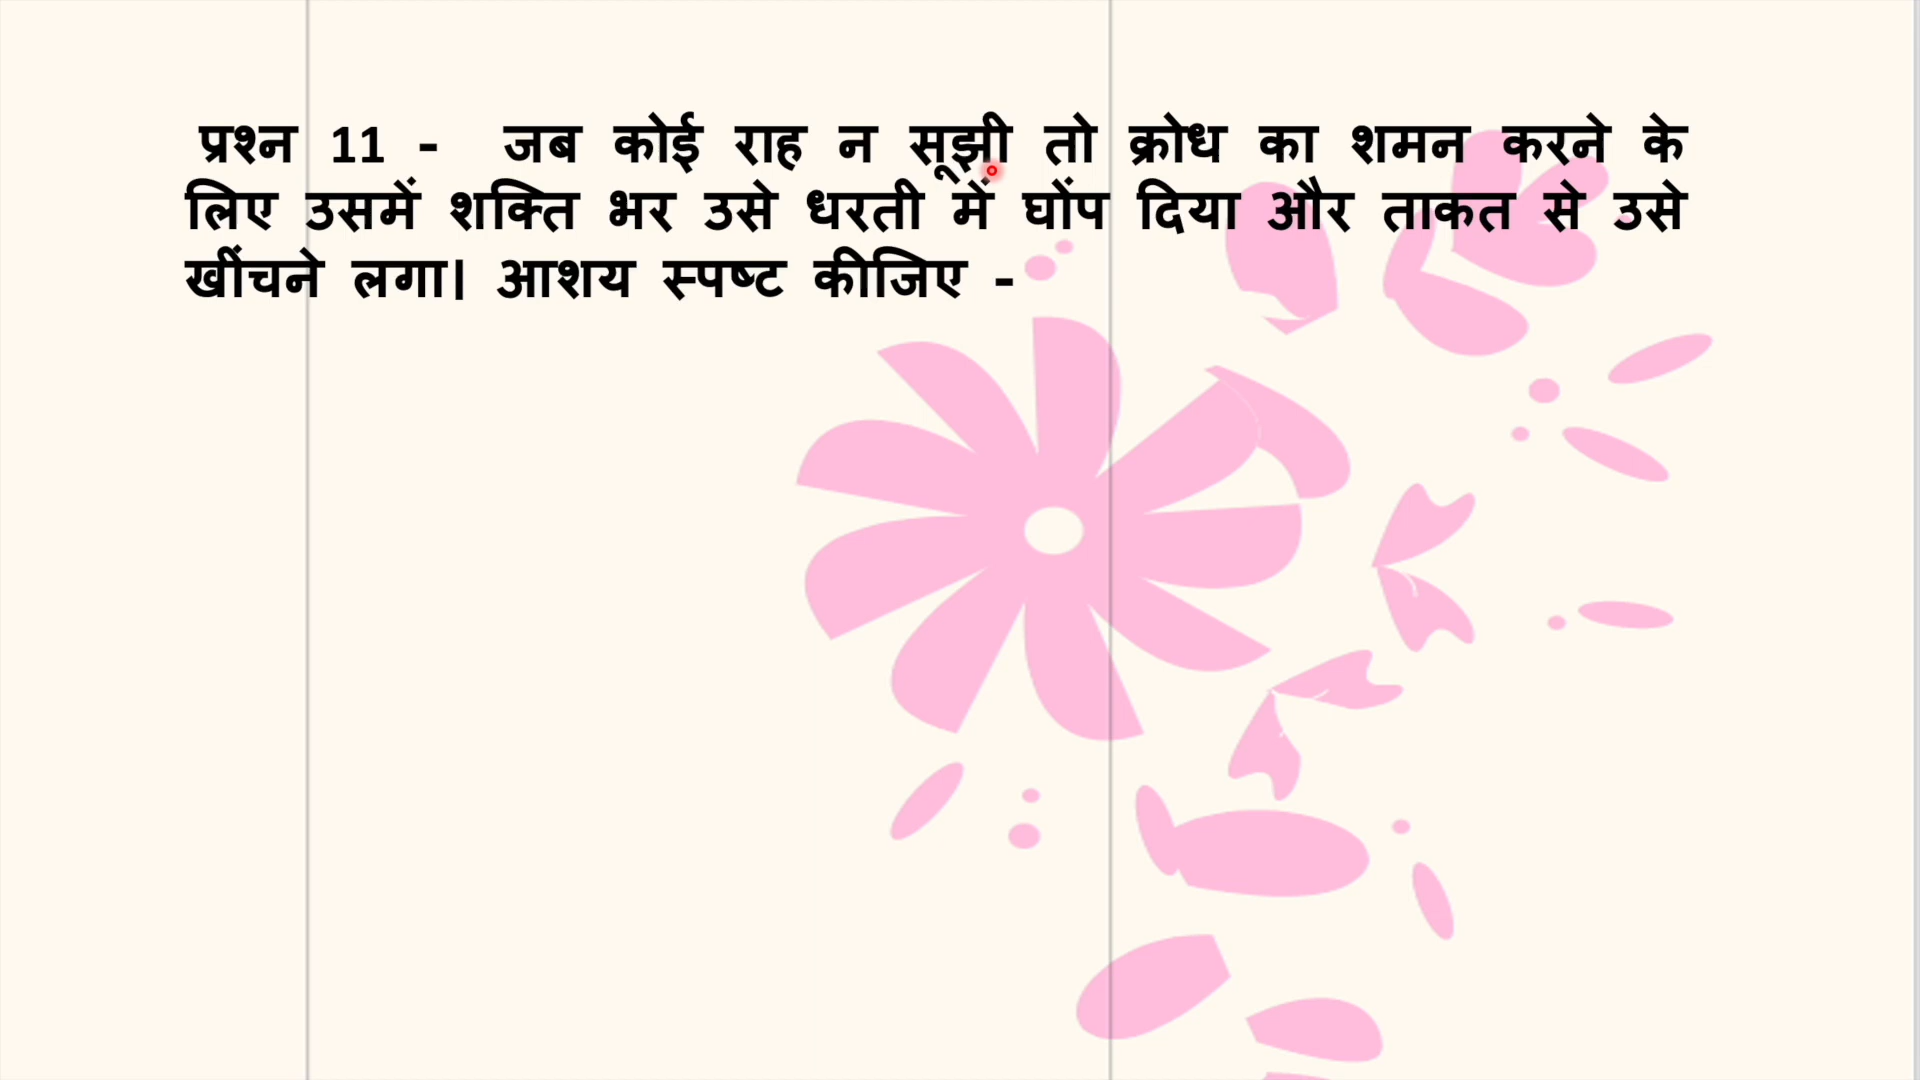 प्रश्न 11 - जब कोई राह न सूझी तो क्रोध का शमन करने के
लिए उसमें शक्ति भर उसे धरती में घोंप दिया और ताकत से उसे
खींचने लगा। आशय स्पष्ट कीजिए -